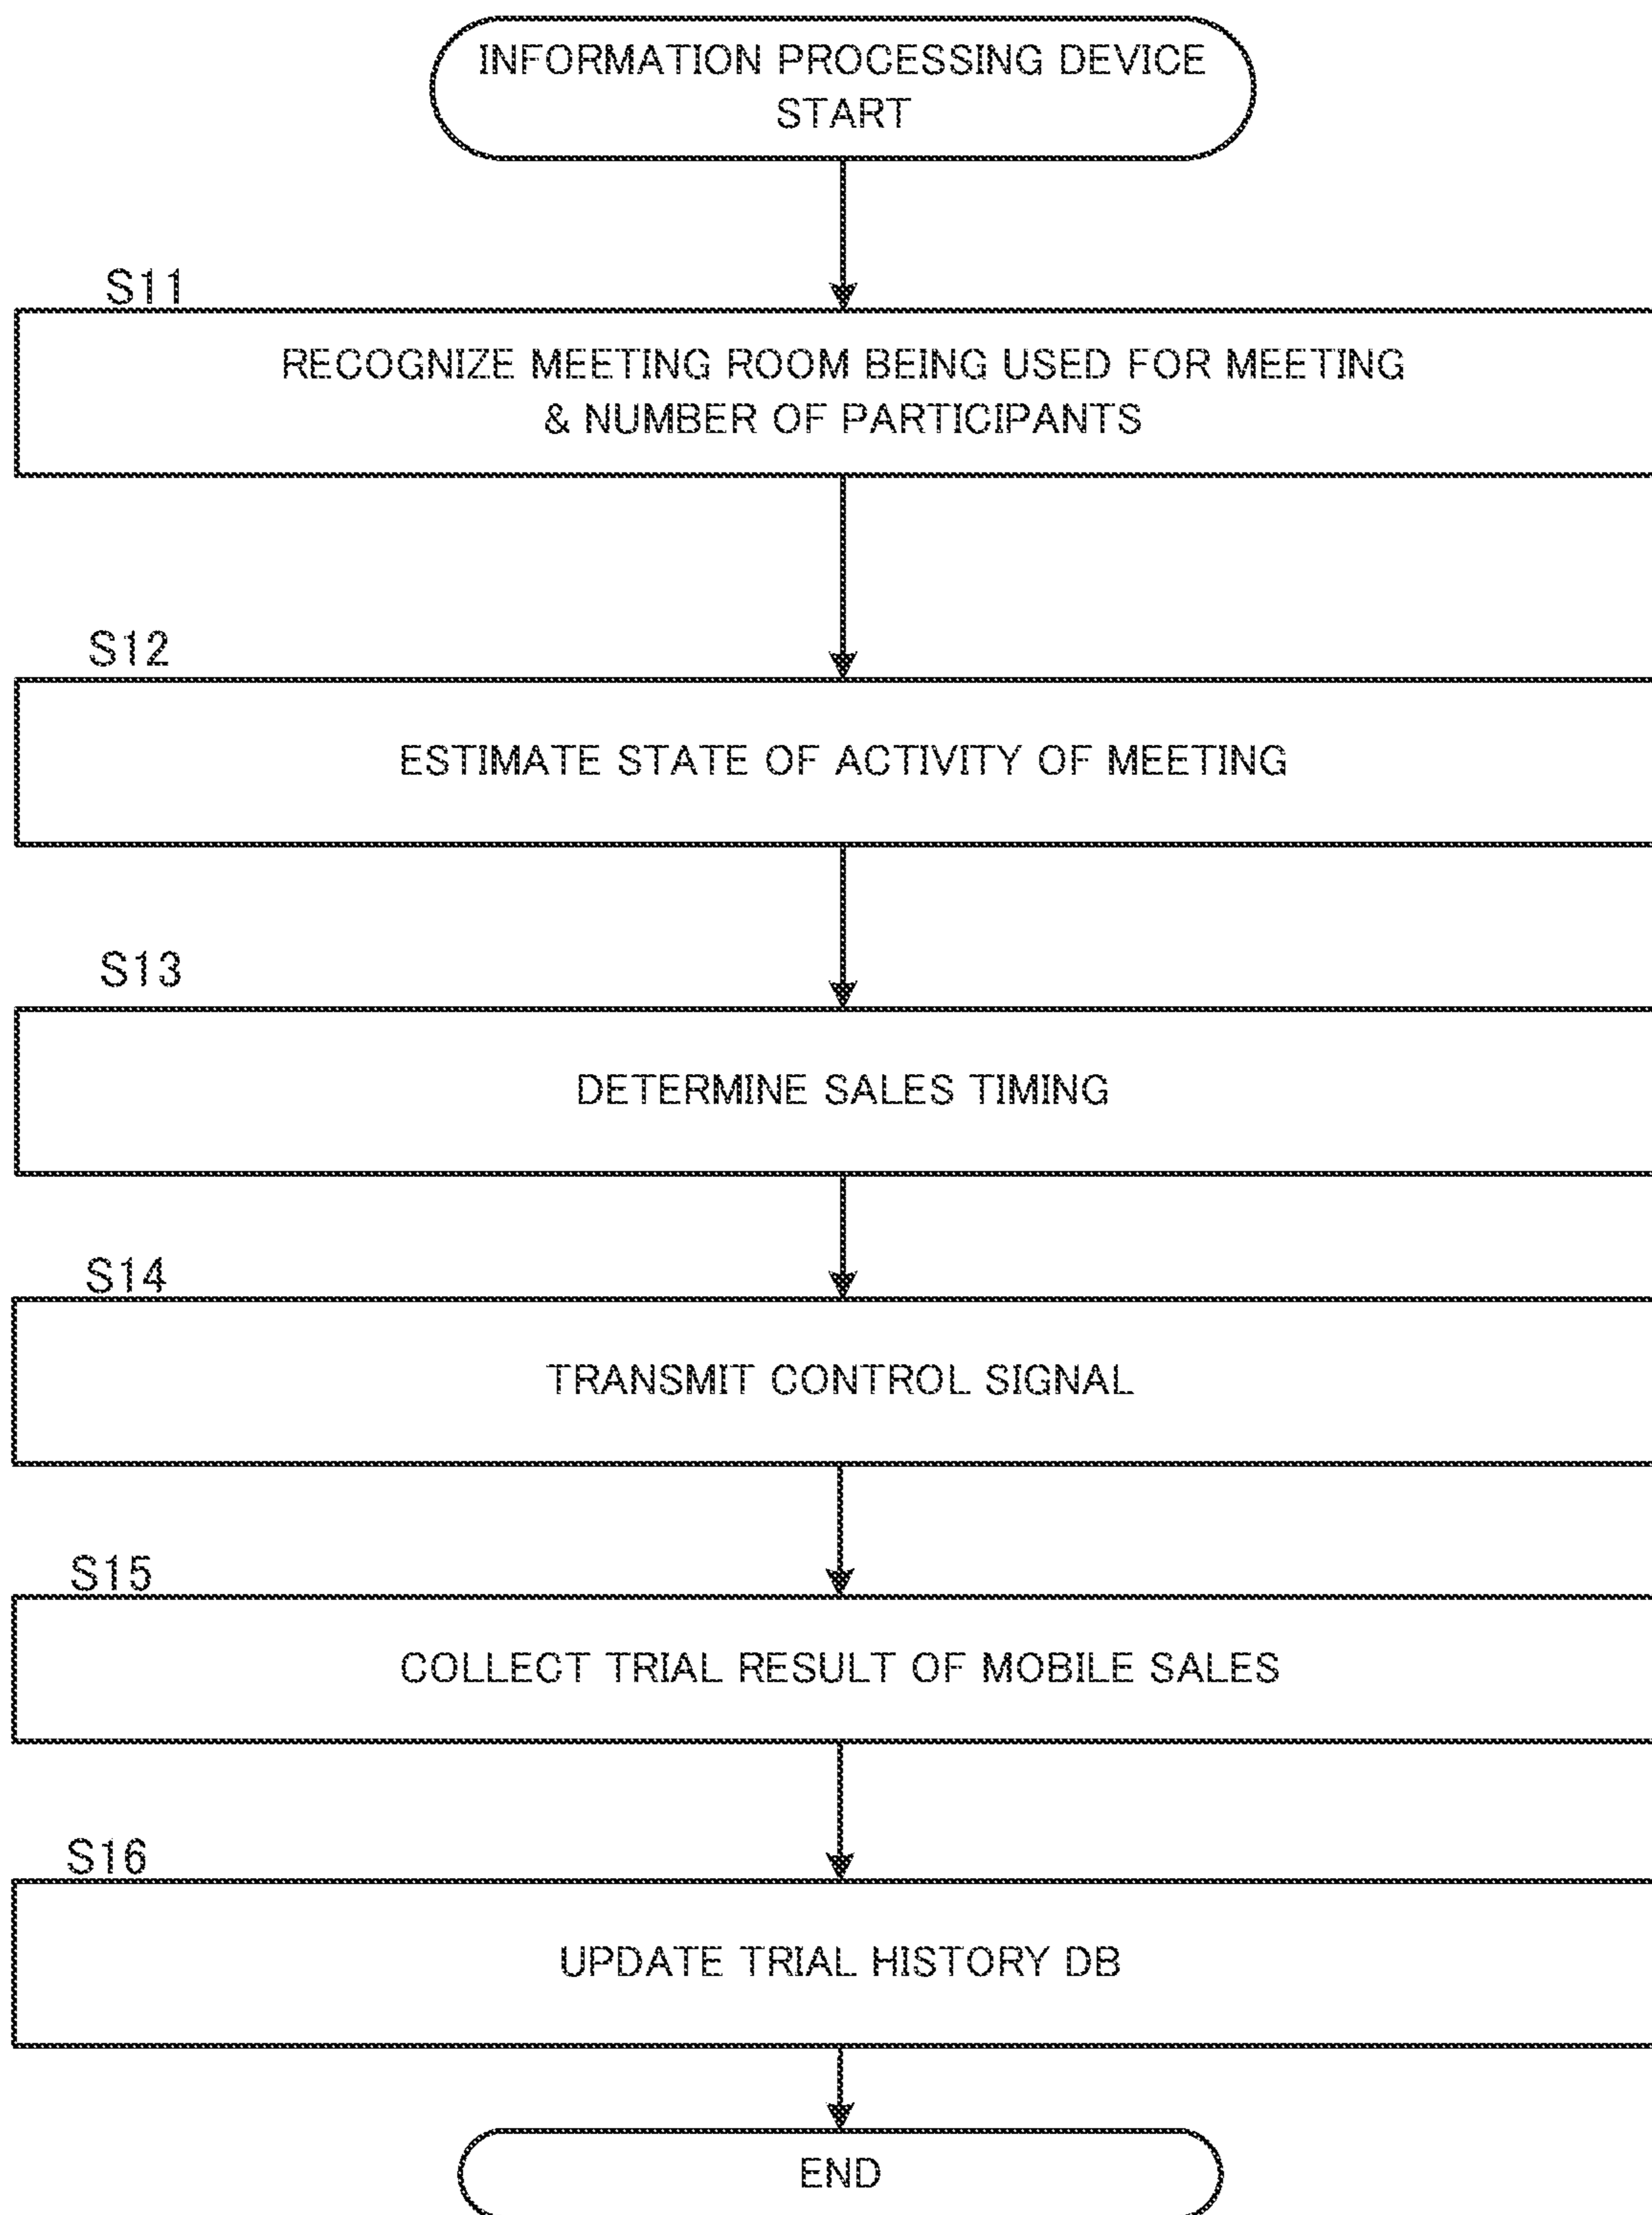 INFORMATION PROCESSING DEVICE
START
S11
RECOGNIZE MEETING ROOM BEING USED FOR MEETING
& NUMBER OF PARTICIPANTS
S12
ESTIMATE STATE OF ACTIVITY OF MEETING
S13
DETERMINE SALES TIMING
S14
TRANSMIT CONTROL SIGNAL
S15
COLLECT TRIAL RESULT OF MOBILE SALES
S16
UPDATE TRIAL HISTORY DB
END